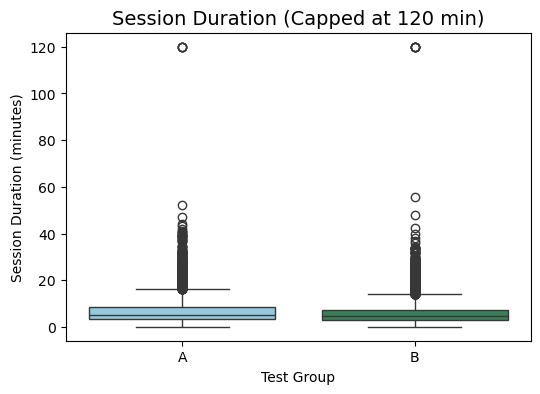 Session Duration (Capped at 120 min)
120
100
80
60
40
20
0
Session Duration (minutes)
A
B
Test Group